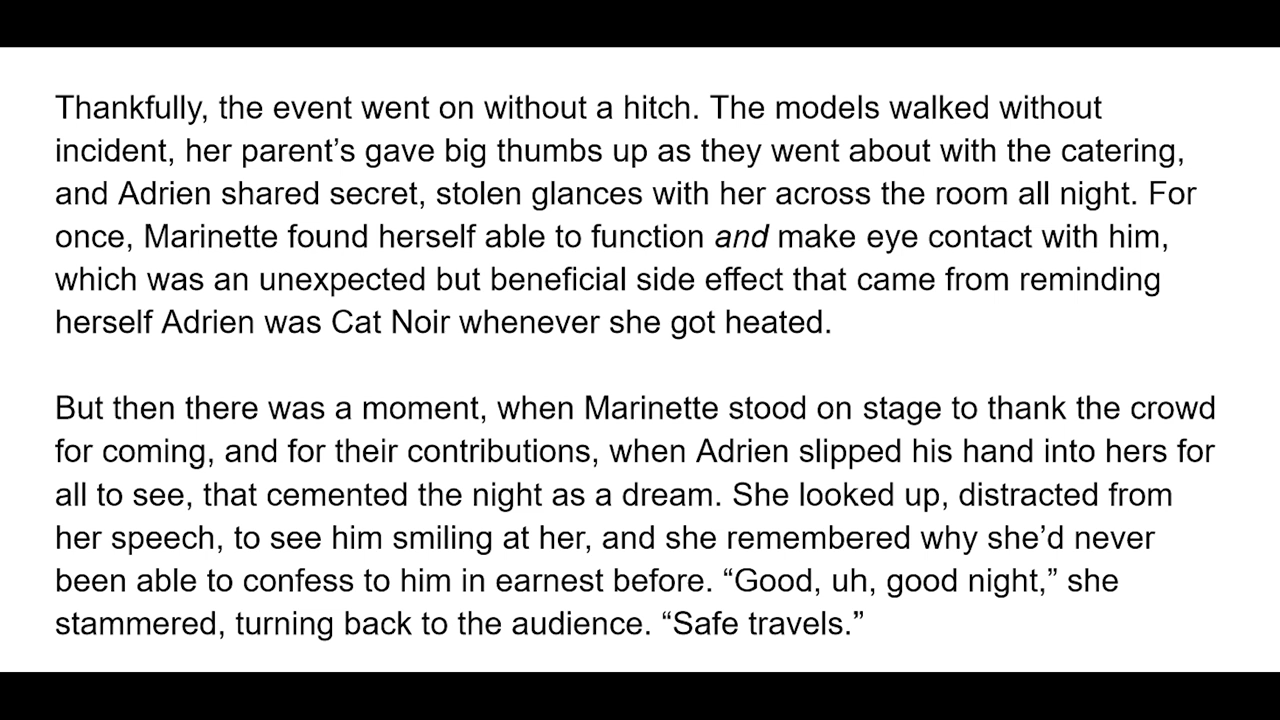 Thankfully, the event went on without a hitch. The models walked without
incident, her parent’s gave big thumbs up as they went about with the catering,
and Adrien shared secret, stolen glances with her across the room all night. For
once, Marinette found herself able to function and make eye contact with him,
which was an unexpected but beneficial side effect that came from reminding
herself Adrien was Cat Noir whenever she got heated.
But then there was a moment, when Marinette stood on stage to thank the crowd
for coming, and for their contributions, when Adrien slipped his hand into hers for
all to see, that cemented the night as a dream. She looked up, distracted from
her speech, to see him smiling at her, and she remembered why she’d never
been able to confess to him in earnest before. “Good, uh, good night,” she
stammered, turning back to the audience. “Safe travels.”